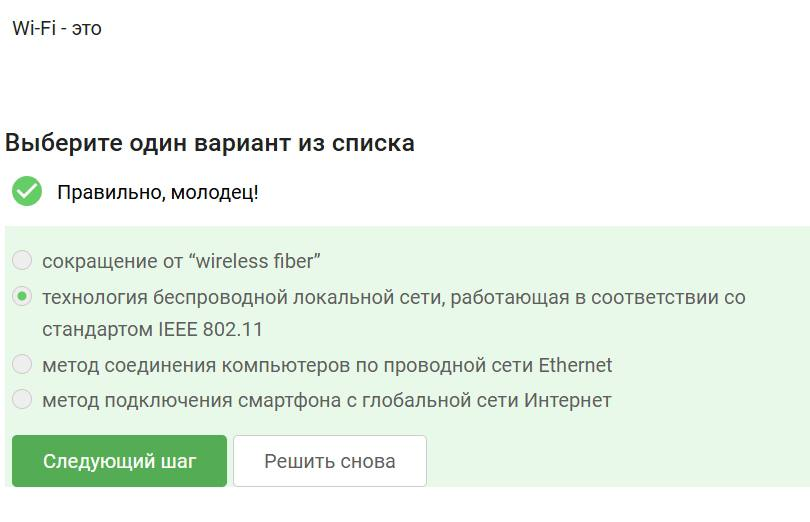 Wi-Fi - это
Выберите один вариант из списка
Правильно, молодец!
сокращение от “wireless fiber”
технология беспроводной локальной сети, работающая в соответствии со
стандартом IEEE 802.11
метод соединения компьютеров по проводной сети Ethernet
метод подключения смартфона с глобальной сети Интернет
Следующий шаг
Решить снова